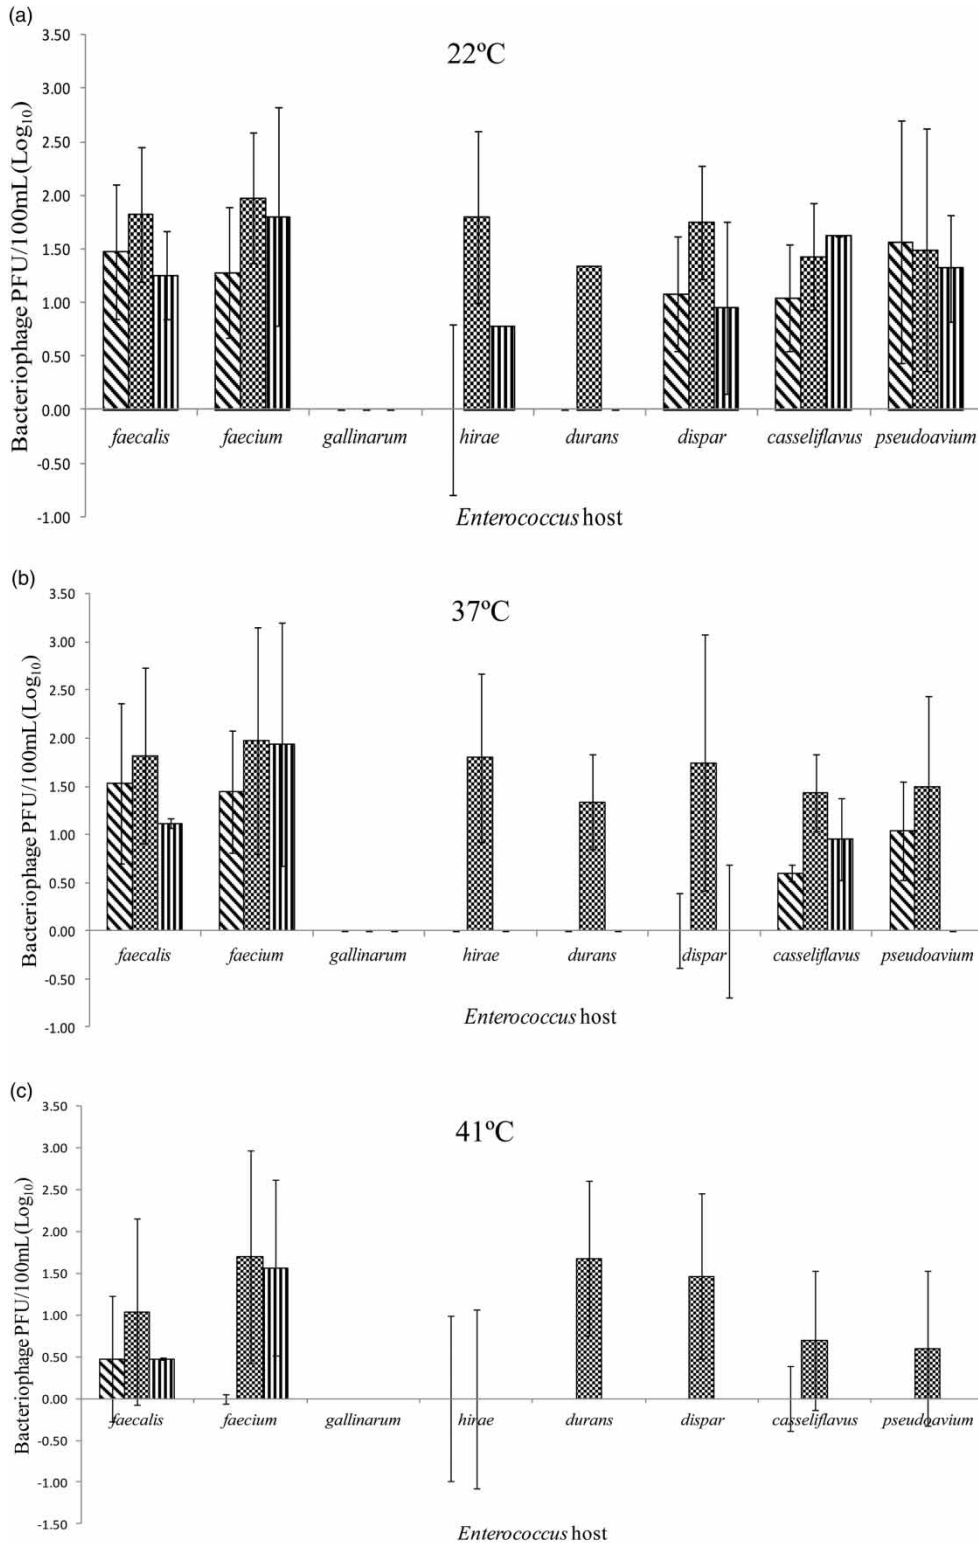 (a)
22ºC
Bacteriophage PFU/100mL(Log10)
3.50
3.00
2.50
2.00
1.50
1.00
0.50
0.00
-0.50
-1.00
faecalis faecium gallinarum hirae durans dispar casseliflavus pseudoavium
Enterococcus host
(b)
37ºC
Bacteriophage PFU/100mL(Log10)
3.50
3.00
2.50
2.00
1.50
1.00
0.50
0.00
-0.50
-1.00
faecalis faecium gallinarum hirae durans dispar casseliflavus pseudoavium
Enterococcus host
(c)
41ºC
Bacteriophage PFU/100mL(Log10)
3.50
3.00
2.50
2.00
1.50
1.00
0.50
0.00
-0.50
-1.00
-1.50
faecalis faecium gallinarum hirae durans dispar casseliflavus pseudoavium
Enterococcus host